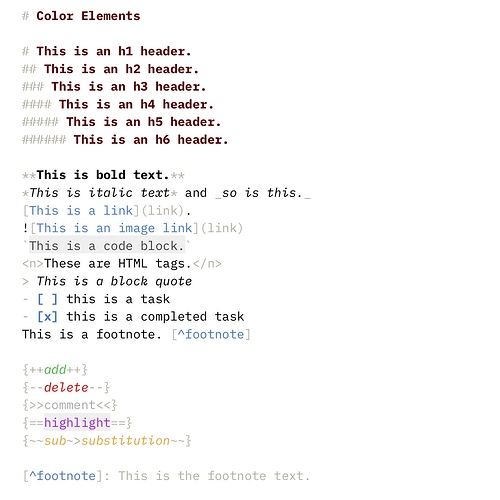 # Color Elements
# This is an h1 header.
## This is an h2 header.
### This is an h3 header.
#### This is an h4 header.
##### This is an h5 header.
###### This is an h6 header.
**This is bold text.**
*This is italic text* and _so is this._
[This is a link](link).
![This is an image link](link)
`This is a code block.`
<n>These are HTML tags.</n>
> This is a block quote
- [ ] this is a task
- [x] this is a completed task
This is a footnote. [^footnote]
{++add++}
{--delete--}
{>>comment<<}
{==highlight==}
{~~sub~>substitution~~}
[^footnote]: This is the footnote text.